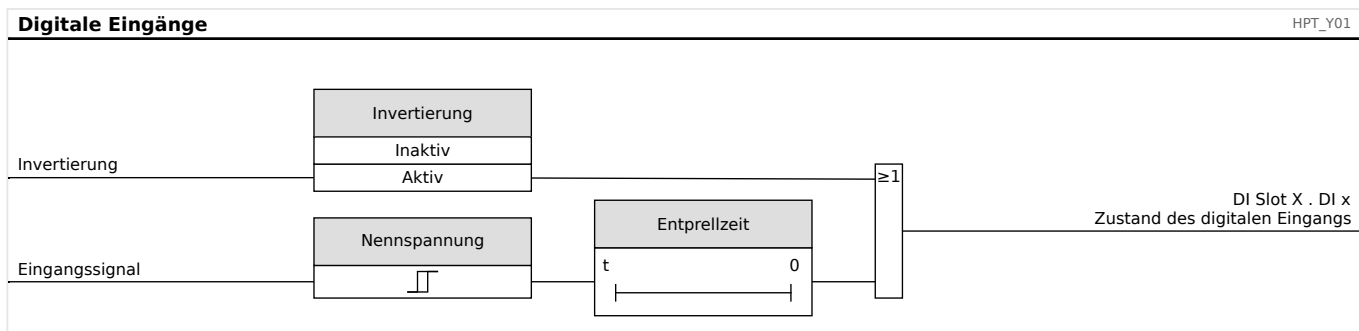 Digitale Eingänge
HPT_Y01
Invertierung
Inaktiv
Invertierung
Aktiv
≥1
DI Slot X . DI x
Zustand des digitalen Eingangs
Entprellzeit
Nennspannung
Eingangssignal
t
0